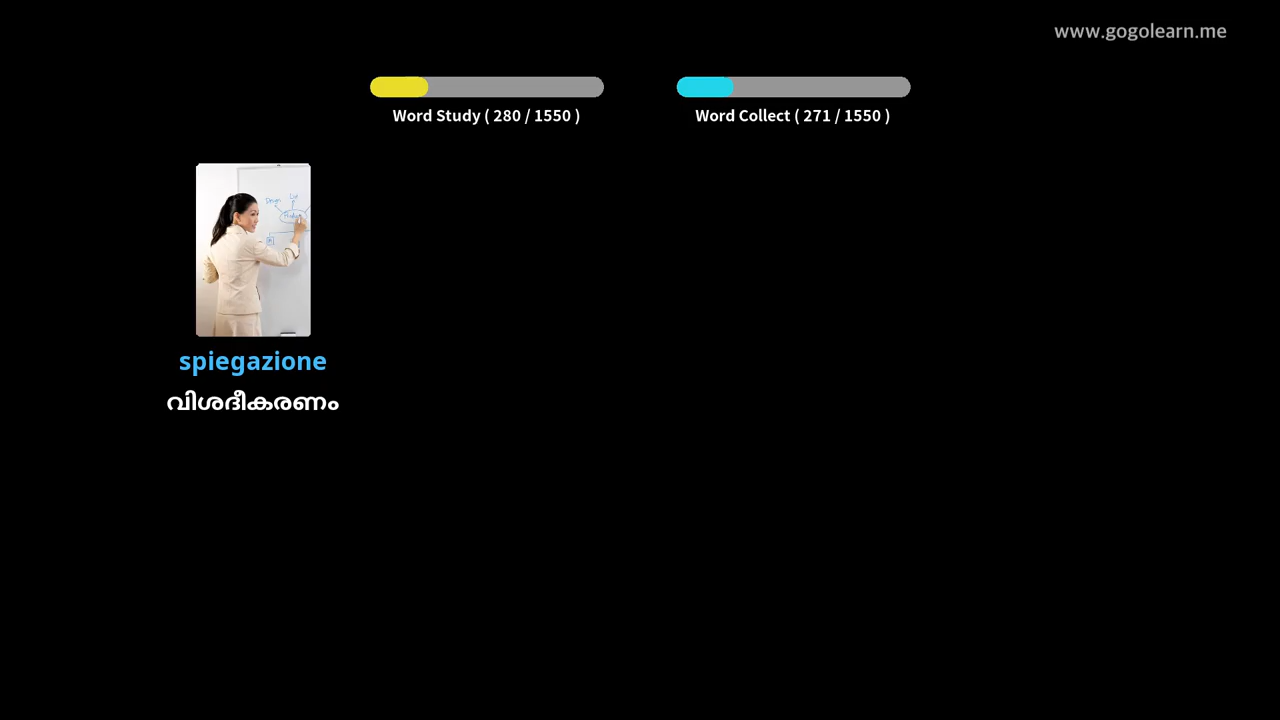 www.gogolearn.me
Word Study ( 280 / 1550 )
Word Collect ( 271 / 1550 )
spiegazione
വിശദീകരണം